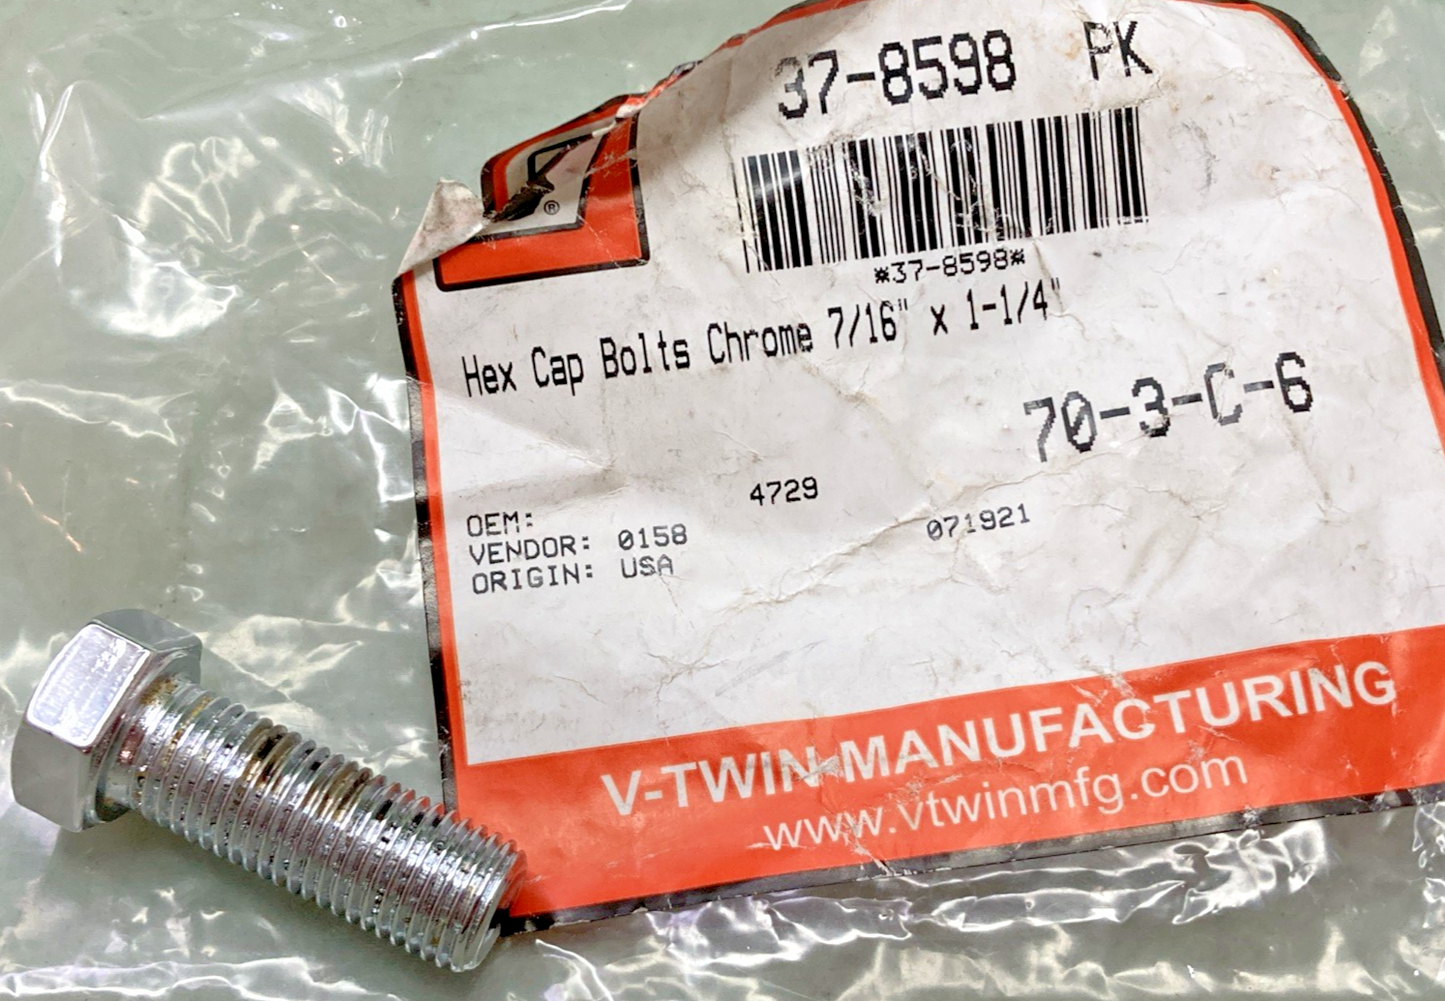 37-8598 PK
*37-8598*
Hex Cap Bolts Chrome 7/16" x 1-1/4"
70-3-C-6
4729
OEM:
VENDOR: 0158 071921
ORIGIN: USA
V-TWIN MANUFACTURING
www.vtwinmfg.com
®